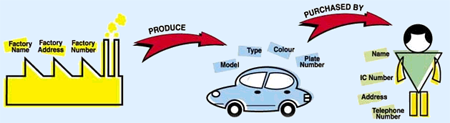 PRODUCE
PURCHASED BY
Factory Name
Factory Address
Factory Number
Model
Type
Colour
Plate Number
Name
IC Number
Address
Telephone Number